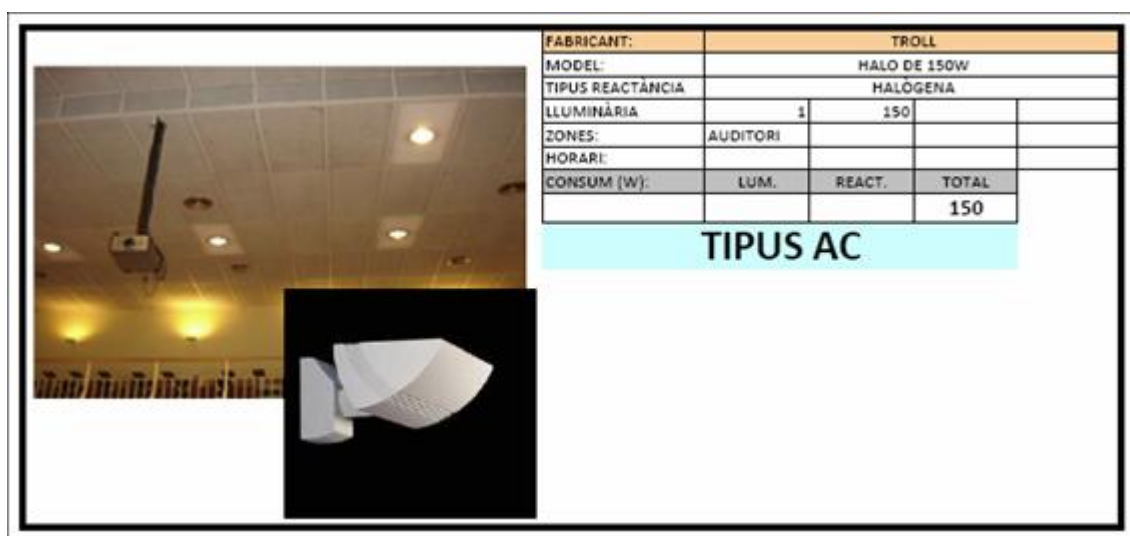 FABRICANT: TROLL
MODEL: HALO DE 150W
TIPUS REACTÀNCIA HALÒGENA
LLUMINÀRIA 1 150
ZONES: AUDITORI
HORARI:
CONSUM (W): LUM. REACT. TOTAL
150
TIPUS AC